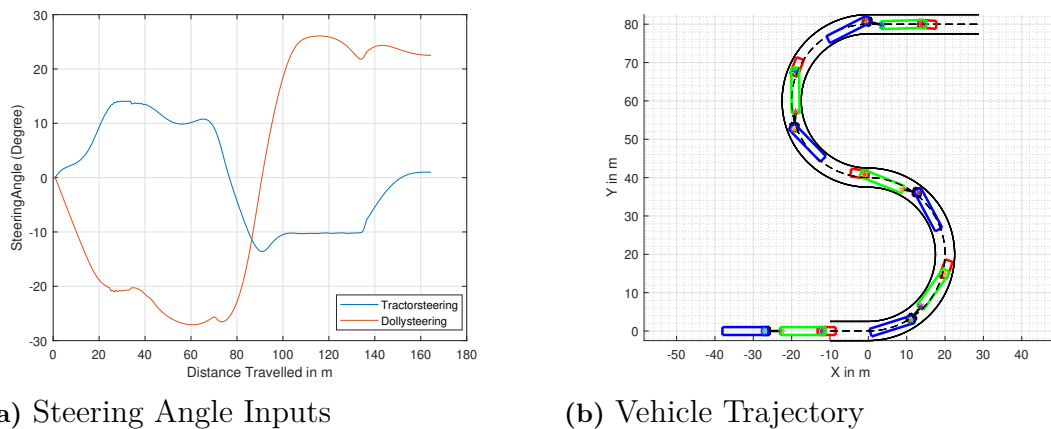 30
20
10
0
-10
-20
-30
SteeringAngle (Degree)
0 20 40 60 80 100 120 140 160 180
Distance Travelled in m
Tractorsteering
Dollysteering
80
70
60
50
40
30
20
10
0
Y in m
-50 -40 -30 -20 -10 0 10 20 30 40
X in m
a) Steering Angle Inputs
(b) Vehicle Trajectory